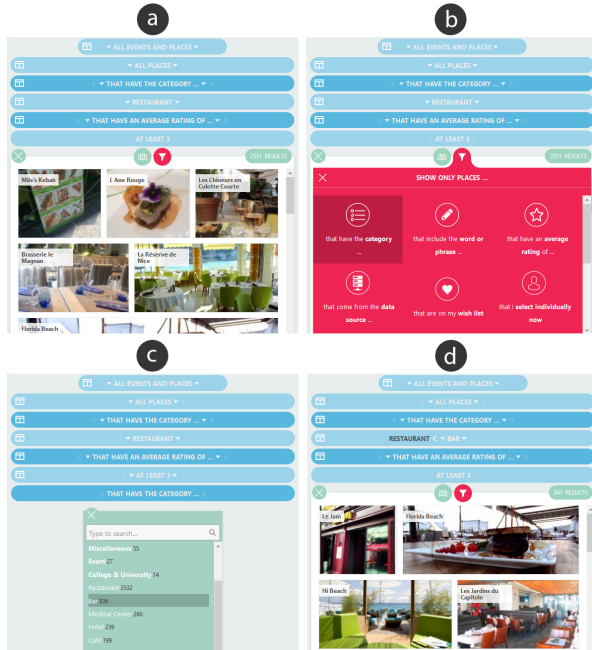 a
ALL EVENTS AND PLACES
ALL PLACES
THAT HAVE THE CATEGORY ...
RESTAURANT
THAT HAVE AN AVERAGE RATING OF ...
AT LEAST 3
2351 RESULTS
Mila's Kebab
L Ane Rouge
Les Chineurs en
Culotte Courte
Brasserie le
Magnan
La Réserve de
Nice
Florida Beach
b
ALL EVENTS AND PLACES
ALL PLACES
THAT HAVE THE CATEGORY ...
RESTAURANT
THAT HAVE AN AVERAGE RATING OF ...
AT LEAST 3
2351 RESULTS
SHOW ONLY PLACES ...
that have the category
...
that include the word or
phrase ...
that have an average
rating of ...
that come from the data
source ...
that are on my wish list
that I select individually
now
c
ALL EVENTS AND PLACES
ALL PLACES
THAT HAVE THE CATEGORY ...
RESTAURANT
THAT HAVE AN AVERAGE RATING OF ...
AT LEAST 3
THAT HAVE THE CATEGORY ...
Type to search...
Miscellaneous 55
Event 27
College & University 14
Restaurant 2532
Bar 836
Medical Center 260
Hotel 239
Café 199
d
ALL EVENTS AND PLACES
ALL PLACES
THAT HAVE THE CATEGORY ...
RESTAURANT BAR
THAT HAVE AN AVERAGE RATING OF ...
AT LEAST 3
RESULTS
Le Jam
Florida Beach
Hi Beach
Les Jardins du
Capitole